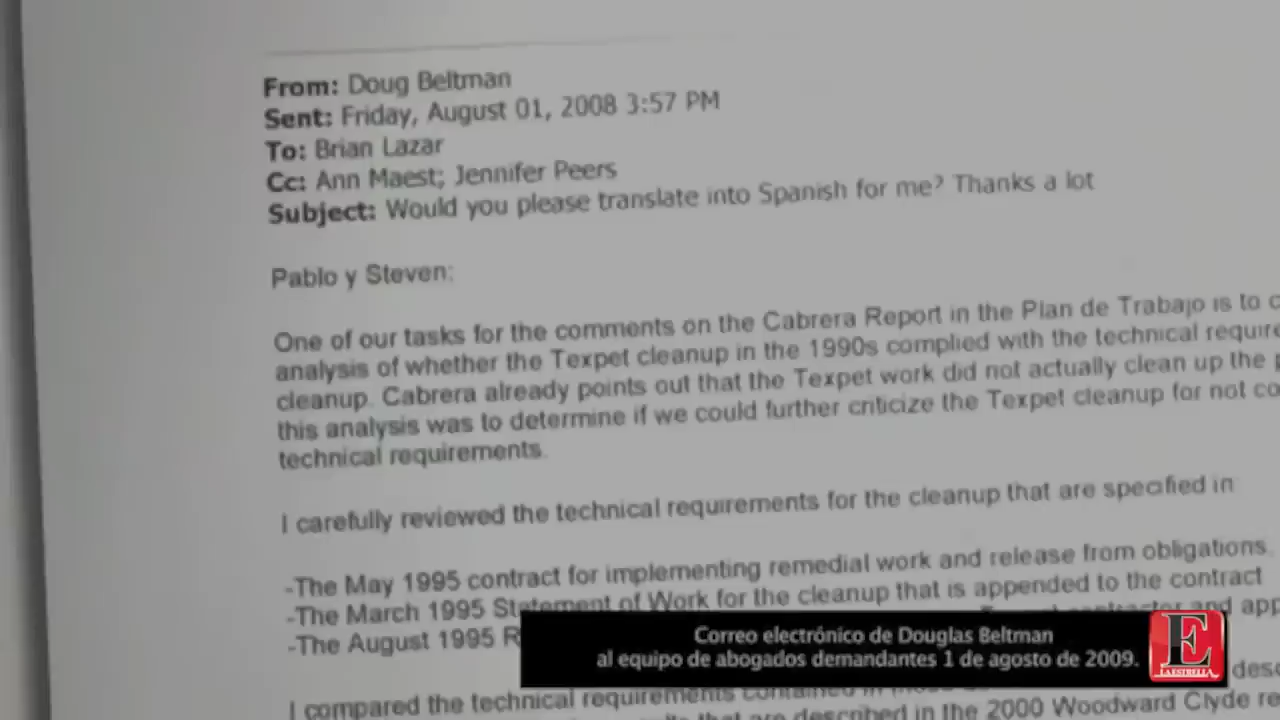 From: Doug Beltman
Sent: Friday, August 01, 2008 3:57 PM
To: Brian Lazar
Cc: Ann Maest; Jennifer Peers
Subject: Would you please translate into Spanish for me? Thanks a lot
Pablo y Steven:
One of our tasks for the comments on the Cabrera Report in the Plan de Trabajo is to
analysis of whether the Texpet cleanup in the 1990s complied with the technical
cleanup. Cabrera already points out that the Texpet work did not actually clean up the
this analysis was to determine if we could further criticize the Texpet cleanup for not
technical requirements.
I carefully reviewed the technical requirements for the cleanup that are specified in
-The May 1995 contract for implementing remedial work and release from obligations.
-The March 1995 Statement of Work for the cleanup that is appended to the contract
-The August 1995
I compared the technical requirements contained in
that are described in the 2000 Woodward Clyde
Correo electrónico de Douglas Beltman
al equipo de abogados demandantes 1 de agosto de 2009.
E
LA ESTRELLA